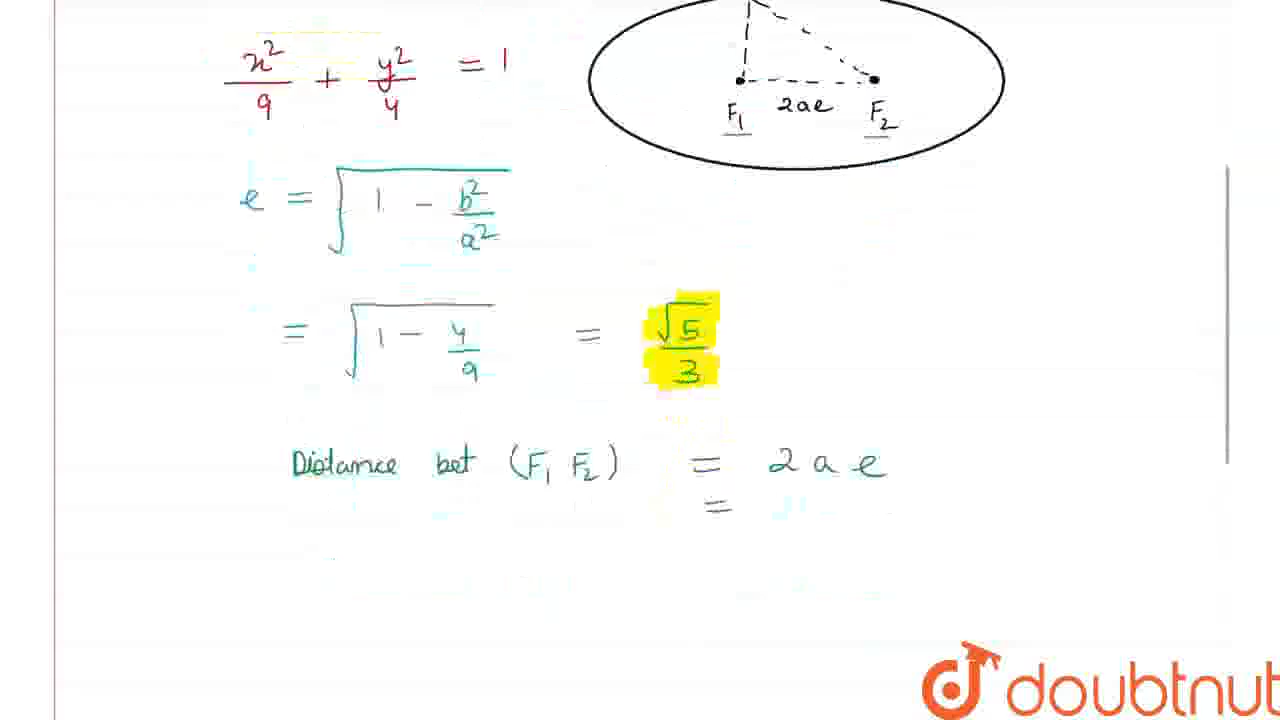 x²/9 + y²/4 = 1
F₁ 2ae F₂
e = √(1 - b²/a²)
= √(1 - 4/9) = √5/3
Distance bet (F₁ F₂) = 2ae
=
doubtnut